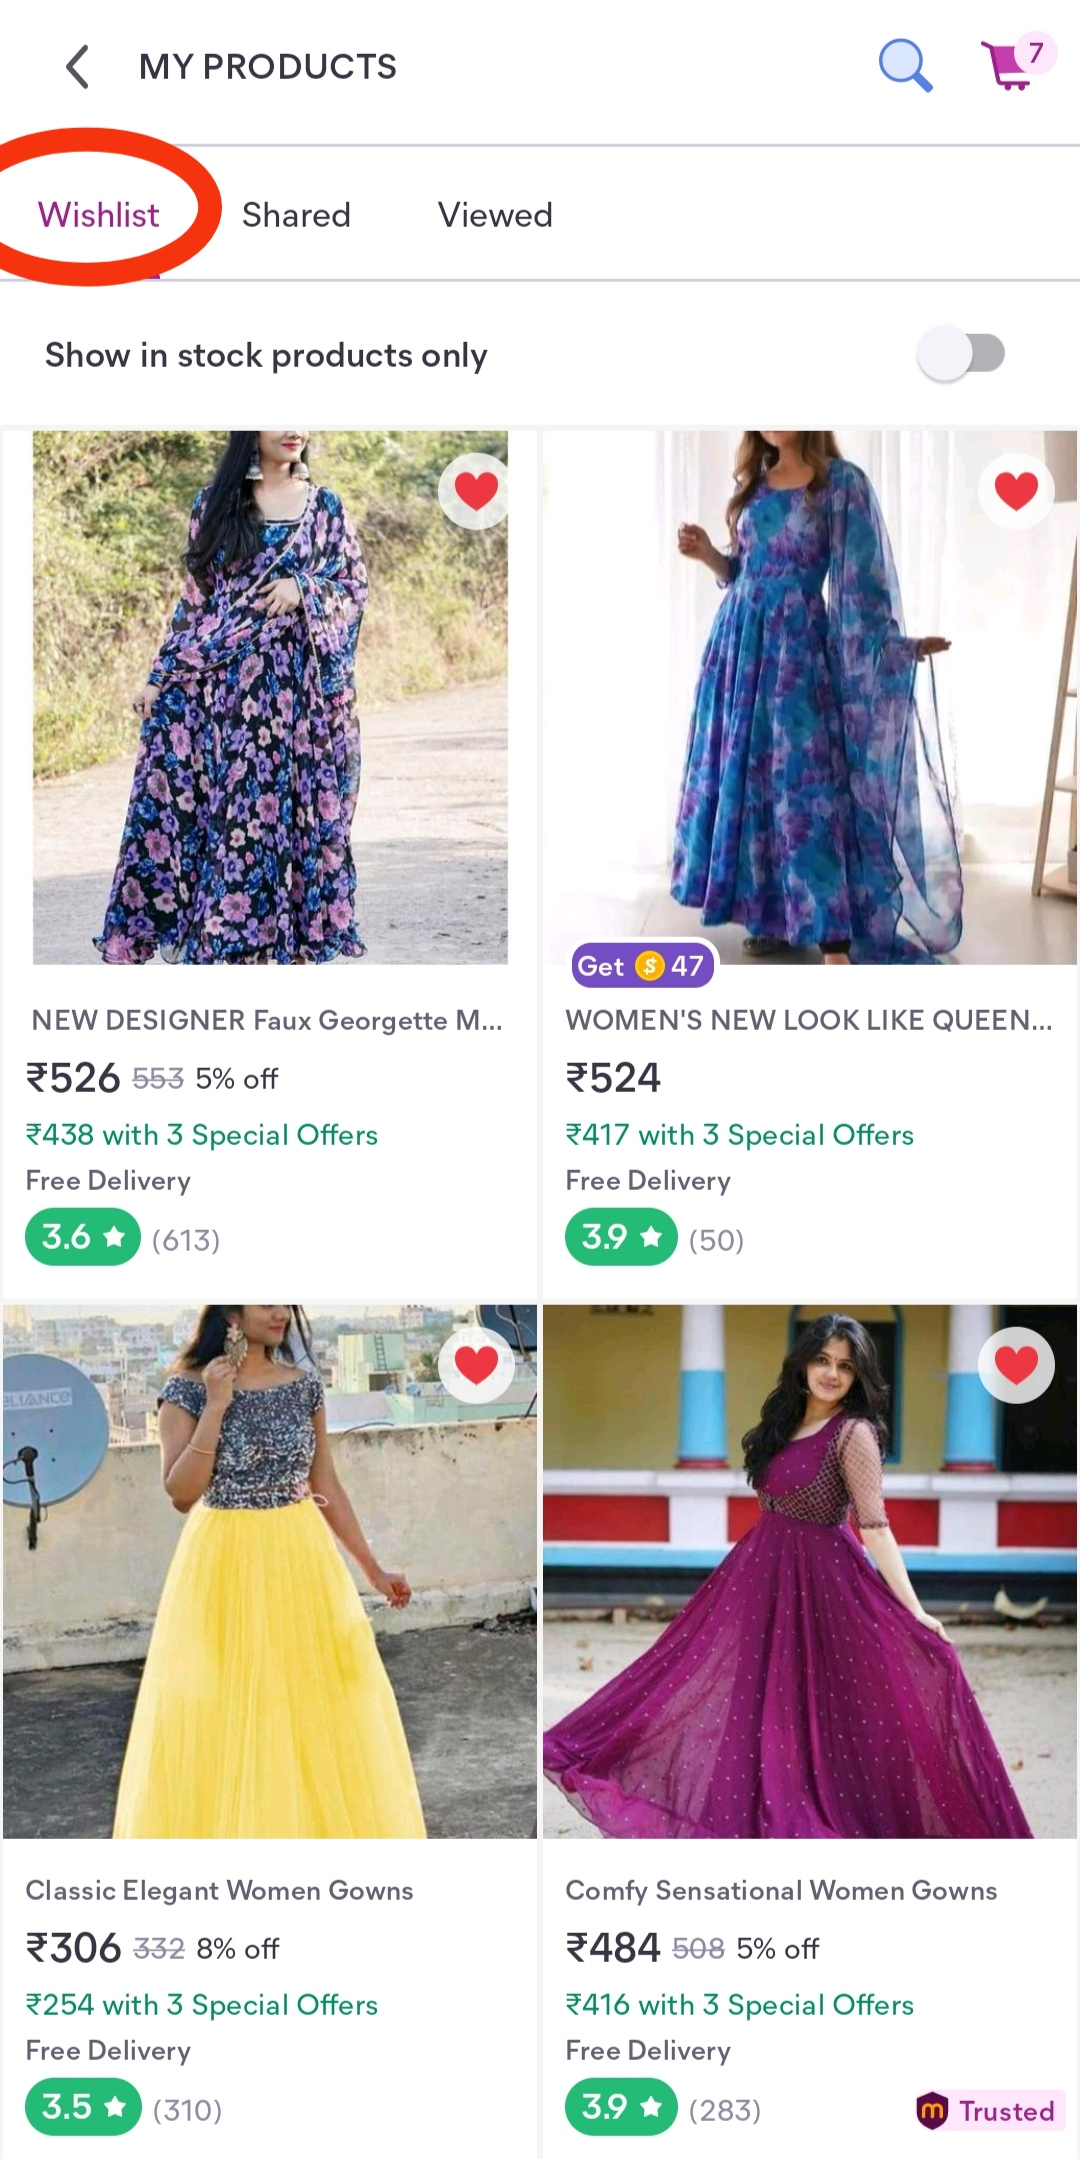 MY PRODUCTS
7
Wishlist
Shared
Viewed
Show in stock products only
Get $ 47
NEW DESIGNER Faux Georgette M...
₹526 553 5% off
₹438 with 3 Special Offers
Free Delivery
3.6 ★ (613)
WOMEN'S NEW LOOK LIKE QUEEN...
₹524
₹417 with 3 Special Offers
Free Delivery
3.9 ★ (50)
RELIANCE
Classic Elegant Women Gowns
₹306 332 8% off
₹254 with 3 Special Offers
Free Delivery
3.5 ★ (310)
Comfy Sensational Women Gowns
₹484 508 5% off
₹416 with 3 Special Offers
Free Delivery
3.9 ★ (283)
m Trusted